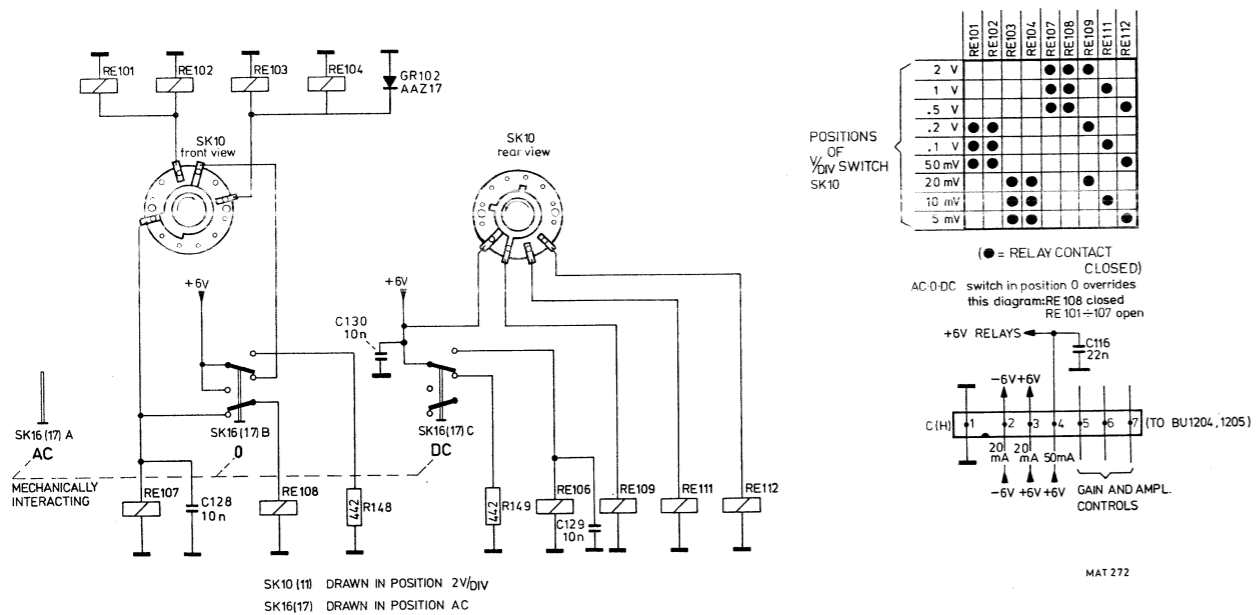 RE101
RE102
RE103
RE104
GR102
AAZ17
SK10
front view
SK10
rear view
+6V
+6V
C130
10n
SK16(17) A
AC
SK16(17) B
0
SK16(17) C
DC
MECHANICALLY
INTERACTING
RE107
C128
10n
RE108
442
R148
442
R149
RE106
C129
10n
RE109
RE111
RE112
SK10 (11) DRAWN IN POSITION 2V/DIV
SK16(17) DRAWN IN POSITION AC
RE101
RE102
RE103
RE104
RE107
RE108
RE109
RE111
RE112
POSITIONS
OF
V/DIV SWITCH
SK10
2 V
1 V
.5 V
.2 V
.1 V
50 mV
20 mV
10 mV
5 mV
(● = RELAY CONTACT
CLOSED)
AC-0-DC switch in position 0 overrides
this diagram: RE 108 closed
RE 101÷107 open
+6V RELAYS
C116
22n
-6V +6V
C (H)
1 2 3 4 5 6 7
(TO BU1204, 1205)
20 mA
20 mA
50mA
-6V +6V +6V
GAIN AND AMPL.
CONTROLS
MAT 272